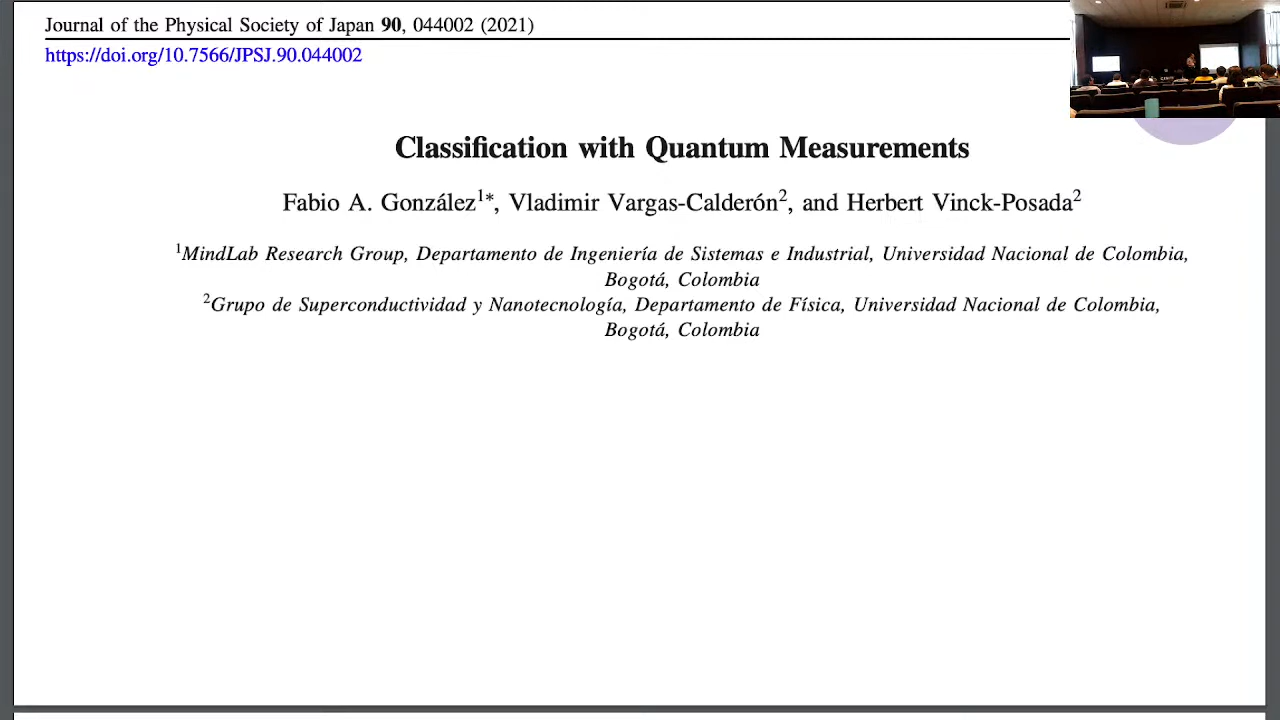 Journal of the Physical Society of Japan 90, 044002 (2021)
https://doi.org/10.7566/JPSJ.90.044002
Classification with Quantum Measurements
Fabio A. González1*, Vladimir Vargas-Calderón2, and Herbert Vinck-Posada2
1MindLab Research Group, Departamento de Ingeniería de Sistemas e Industrial, Universidad Nacional de Colombia,
Bogotá, Colombia
2Grupo de Superconductividad y Nanotecnología, Departamento de Física, Universidad Nacional de Colombia,
Bogotá, Colombia